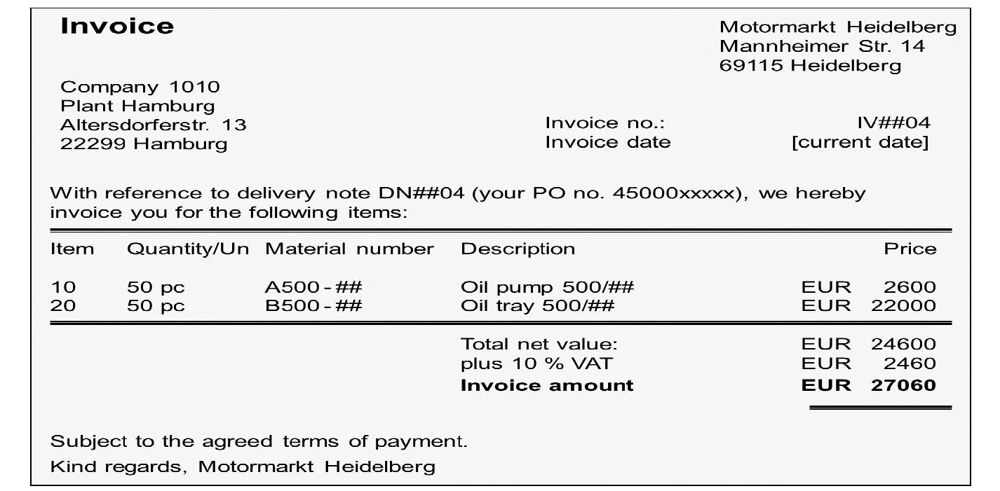 Invoice
Motormarkt Heidelberg
Mannheimer Str. 14
69115 Heidelberg
Company 1010
Plant Hamburg
Altersdorferstr. 13
22299 Hamburg
Invoice no.: IV##04
Invoice date [current date]
With reference to delivery note DN##04 (your PO no. 45000xxxxx), we hereby
invoice you for the following items:
Item Quantity/Un Material number Description Price
10 50 pc A500-## Oil pump 500/## EUR 2600
20 50 pc B500-## Oil tray 500/## EUR 22000
Total net value: EUR 24600
plus 10 % VAT EUR 2460
Invoice amount EUR 27060
Subject to the agreed terms of payment.
Kind regards, Motormarkt Heidelberg